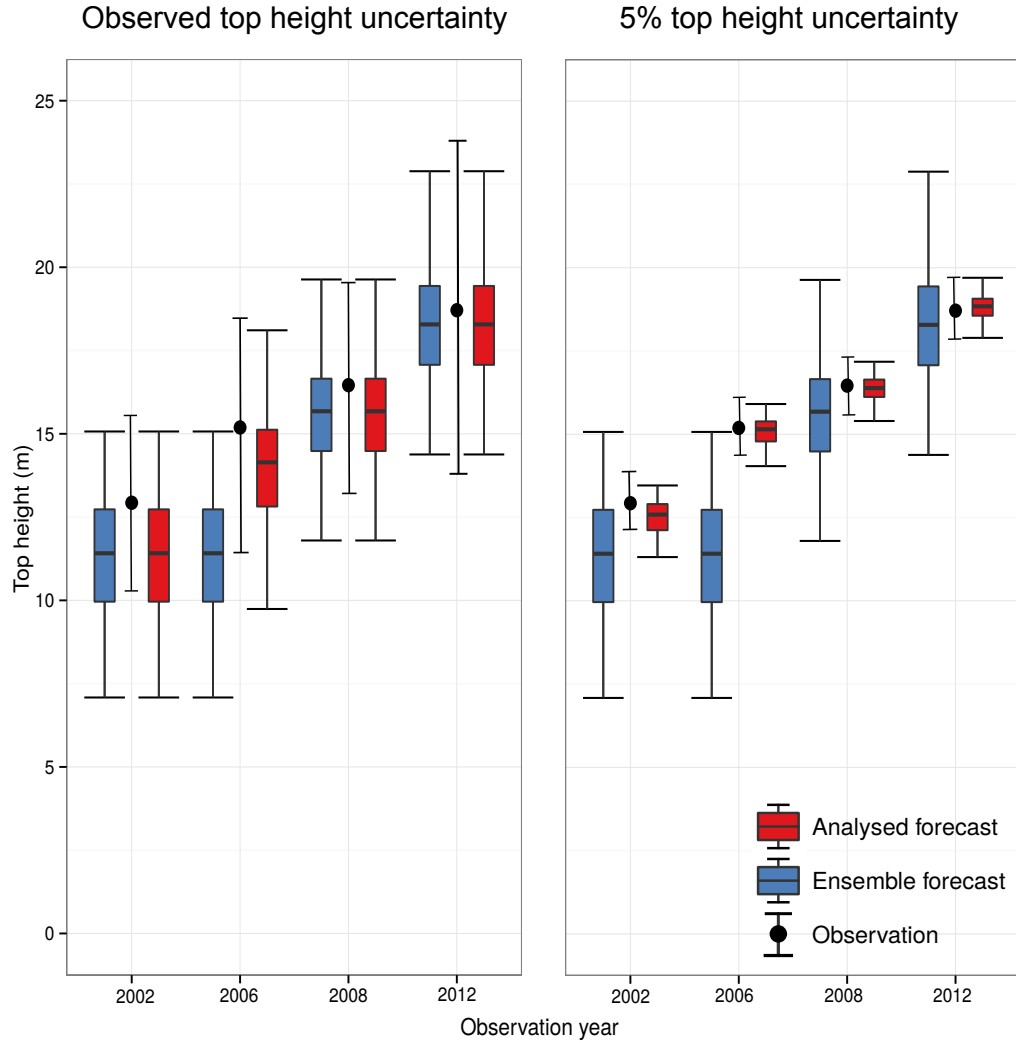 Observed top height uncertainty
5% top height uncertainty
Top height (m)
25
20
15
10
5
0
Analysed forecast
Ensemble forecast
Observation
2002
2006
2008
2012
2002
2006
2008
2012
Observation year